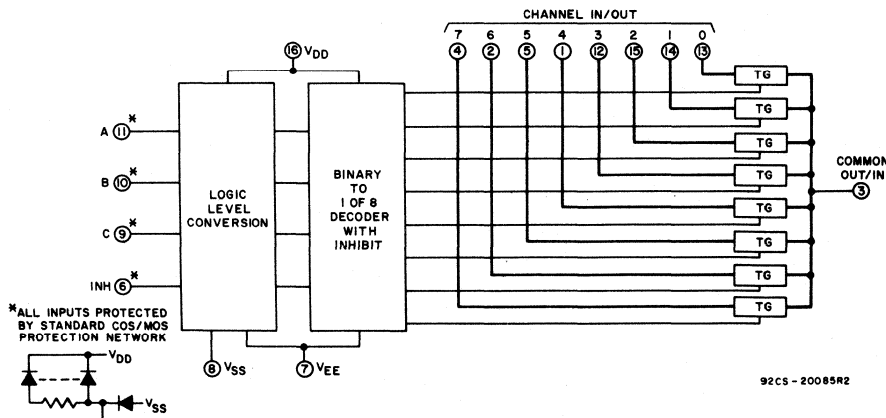 CHANNEL IN/OUT
7 6 5 4 3 2 1 0
4 2 5 1 12 15 14 13
16 VDD
TG
TG
TG
TG
TG
TG
TG
TG
COMMON
OUT/IN
3
A 11 *
B 10 *
C 9 *
INH 6 *
LOGIC
LEVEL
CONVERSION
BINARY
TO
1 OF 8
DECODER
WITH
INHIBIT
8 VSS
7 VEE
*ALL INPUTS PROTECTED
BY STANDARD COS/MOS
PROTECTION NETWORK
VDD
VSS
92CS-20085R2